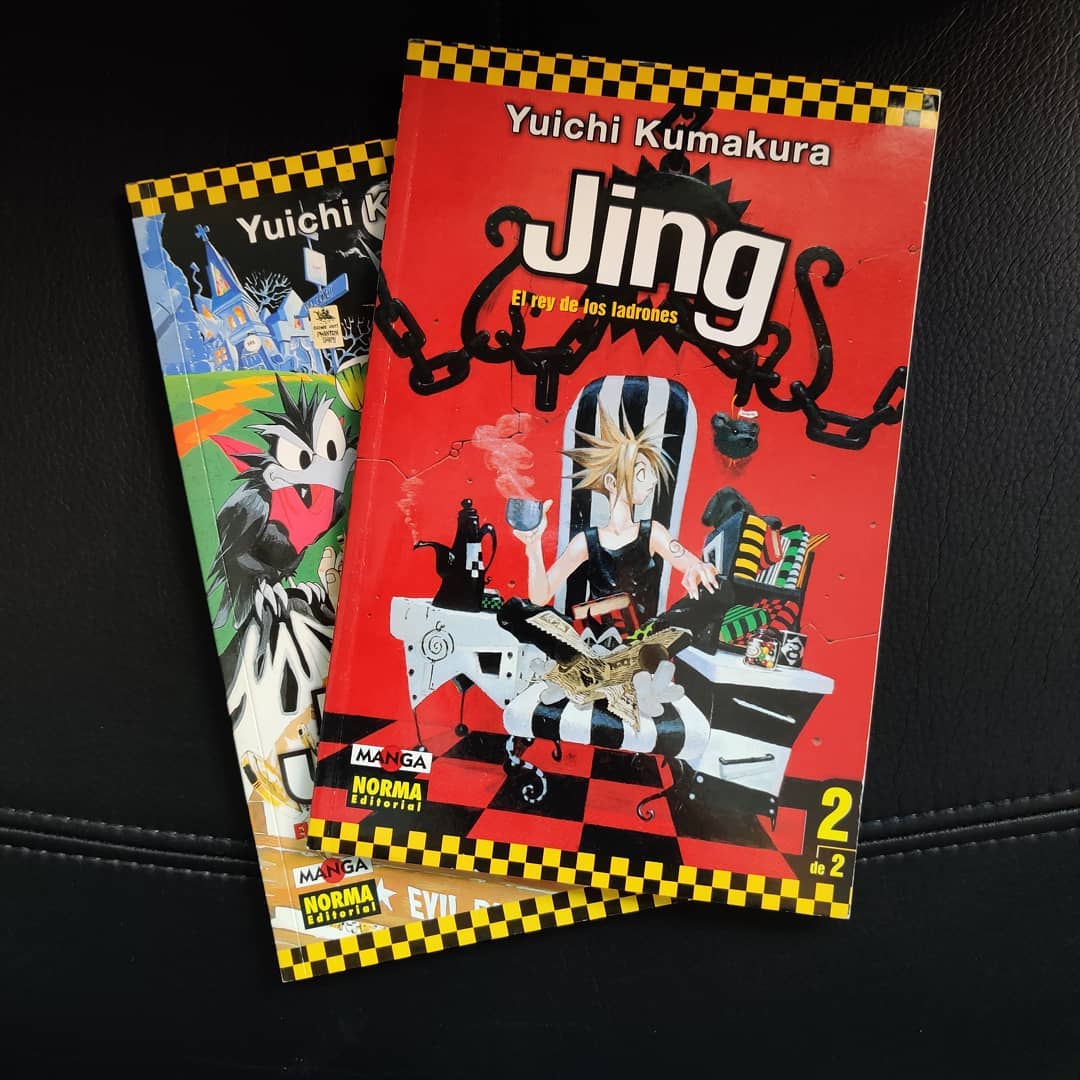 Yuichi Kumakura
Jing
El rey de los ladrones
MANGA
NORMA
Editorial
2
de 2
Yuichi
MANGA
NORMA
Editorial
EVIL